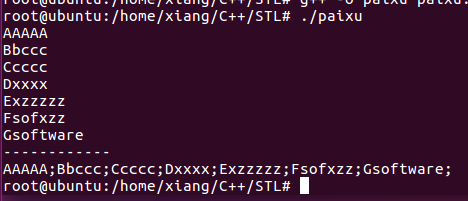 root@ubuntu:/home/xiang/C++/STL# g++ -o paixu paixu.
root@ubuntu:/home/xiang/C++/STL# ./paixu
AAAAA
Bbccc
Ccccc
Dxxxx
Exzzzzz
Fsofxzz
Gsoftware
------------
AAAAA;Bbccc;Ccccc;Dxxxx;Exzzzzz;Fsofxzz;Gsoftware;
root@ubuntu:/home/xiang/C++/STL#